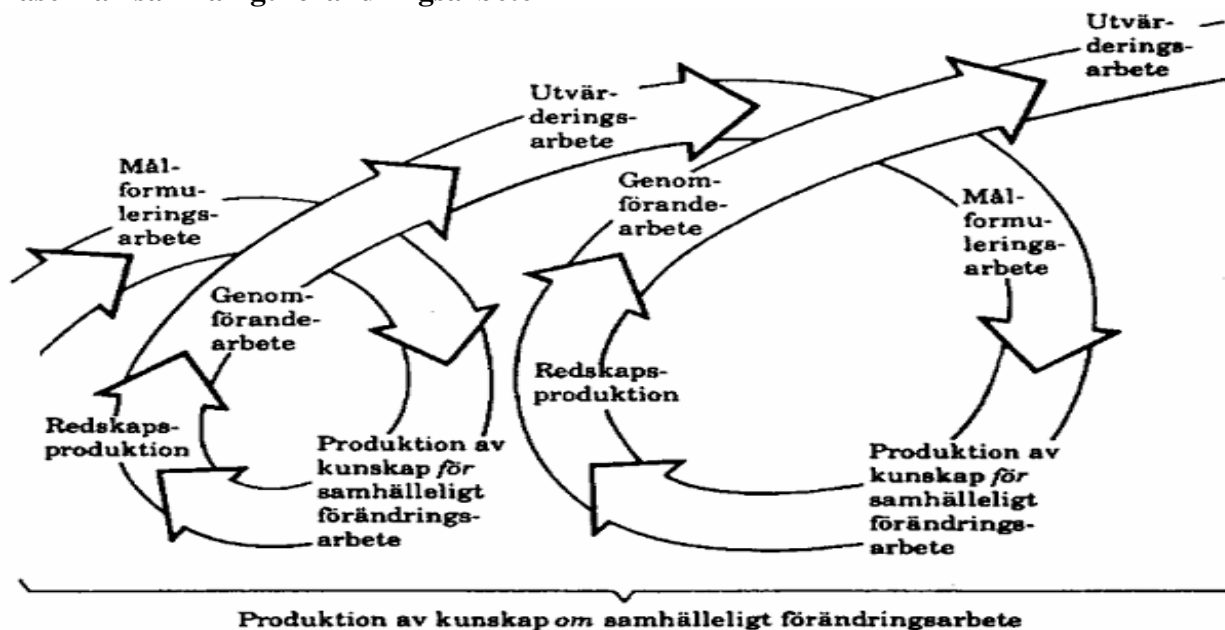 Utvär-
derings-
arbete
Utvär-
derings-
arbete
Mål-
formu-
lerings-
arbete
Genom-
förande-
arbete
Mål-
formu-
lerings-
arbete
Genom-
förande-
arbete
Redskaps-
produktion
Redskaps-
produktion
Produktion av
kunskap för
samhälleligt
förändrings-
arbete
Produktion av
kunskap för
samhälleligt
förändrings-
arbete
Produktion av kunskap om samhälleligt förändringsarbete